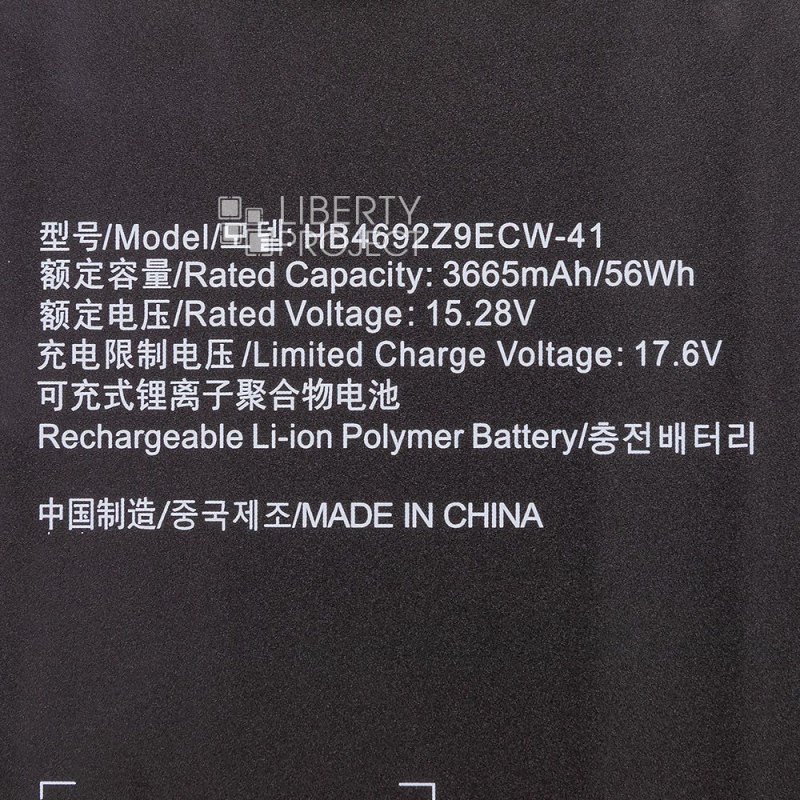 LIBERTY
PROJECT
型号/Model/모델: HB4692Z9ECW-41
额定容量/Rated Capacity: 3665mAh/56Wh
额定电压/Rated Voltage: 15.28V
充电限制电压/Limited Charge Voltage: 17.6V
可充式锂离子聚合物电池
Rechargeable Li-ion Polymer Battery/충전배터리
中国制造/중국제조/MADE IN CHINA